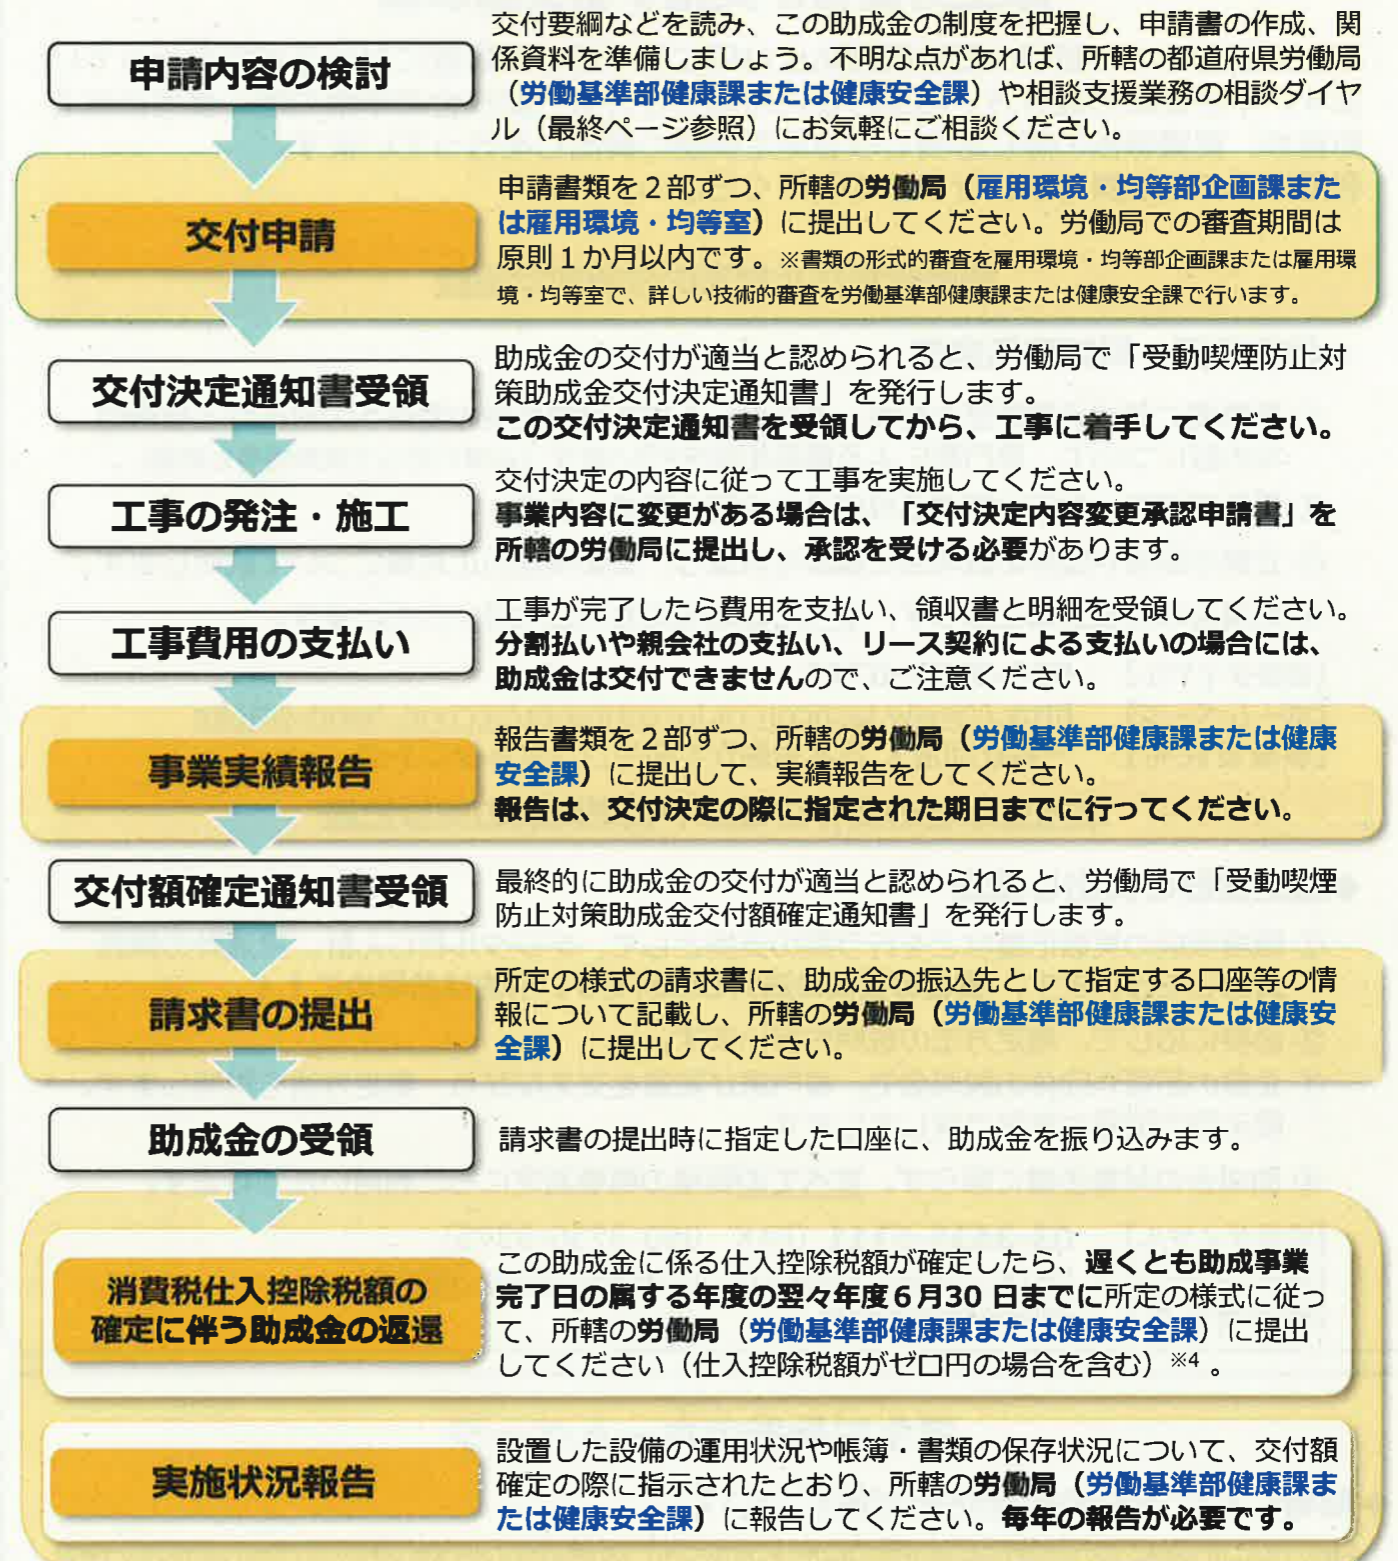 申請内容の検討
交付要綱などを読み、この助成金の制度を把握し、申請書の作成、関
係資料を準備しましょう。不明な点があれば、所轄の都道府県労働局
（労働基準部健康課または健康安全課）や相談支援業務の相談ダイヤ
ル（最終ページ参照）にお気軽にご相談ください。
交付申請
申請書類を２部ずつ、所轄の労働局（雇用環境・均等部企画課また
は雇用環境・均等室）に提出してください。労働局での審査期間は
原則１か月以内です。※書類の形式的審査を雇用環境・均等部企画課または雇用環
境・均等室で、詳しい技術的審査を労働基準部健康課または健康安全課で行います。
交付決定通知書受領
助成金の交付が適当と認められると、労働局で「受動喫煙防止対
策助成金交付決定通知書」を発行します。
この交付決定通知書を受領してから、工事に着手してください。
工事の発注・施工
交付決定の内容に従って工事を実施してください。
事業内容に変更がある場合は、「交付決定内容変更承認申請書」を
所轄の労働局に提出し、承認を受ける必要があります。
工事費用の支払い
工事が完了したら費用を支払い、領収書と明細を受領してください。
分割払いや親会社の支払い、リース契約による支払いの場合には、
助成金は交付できませんので、ご注意ください。
事業実績報告
報告書類を２部ずつ、所轄の労働局（労働基準部健康課または健康
安全課）に提出して、実績報告をしてください。
報告は、交付決定の際に指定された期日までに行ってください。
交付額確定通知書受領
最終的に助成金の交付が適当と認められると、労働局で「受動喫煙
防止対策助成金交付額確定通知書」を発行します。
請求書の提出
所定の様式の請求書に、助成金の振込先として指定する口座等の情
報について記載し、所轄の労働局（労働基準部健康課または健康安
全課）に提出してください。
助成金の受領
請求書の提出時に指定した口座に、助成金を振り込みます。
消費税仕入控除税額の
確定に伴う助成金の返還
この助成金に係る仕入控除税額が確定したら、遅くとも助成事業
完了日の属する年度の翌々年度６月30 日までに所定の様式に従っ
て、所轄の労働局（労働基準部健康課または健康安全課）に提出
してください（仕入控除税額がゼロ円の場合を含む）※4 。
実施状況報告
設置した設備の運用状況や帳簿・書類の保存状況について、交付額
確定の際に指示されたとおり、所轄の労働局（労働基準部健康課ま
たは健康安全課）に報告してください。毎年の報告が必要です。